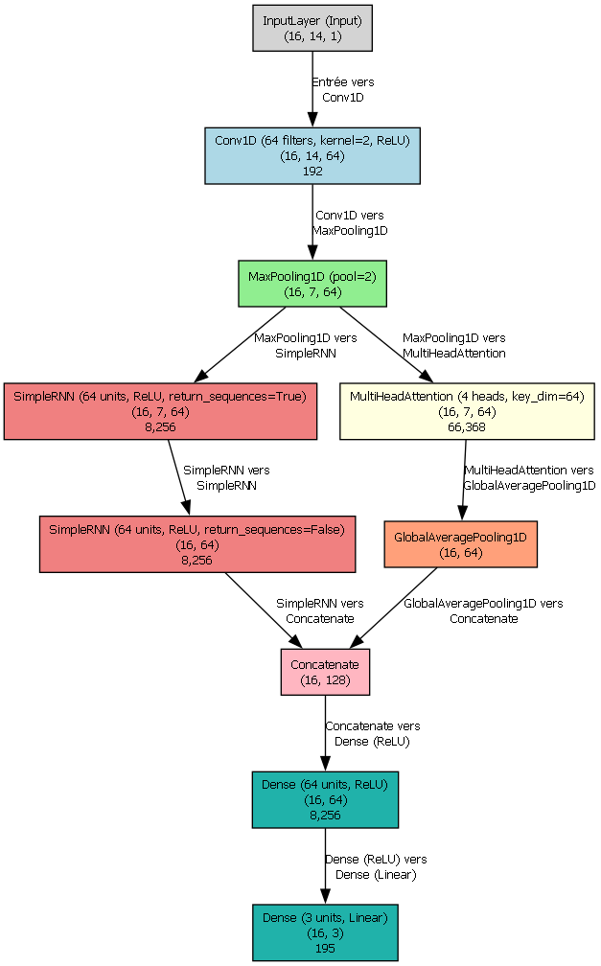 InputLayer (Input)
(16, 14, 1)
Entrée vers
Conv1D
Conv1D (64 filters, kernel=2, ReLU)
(16, 14, 64)
192
Conv1D vers
MaxPooling1D
MaxPooling1D (pool=2)
(16, 7, 64)
MaxPooling1D vers
SimpleRNN
MaxPooling1D vers
MultiHeadAttention
SimpleRNN (64 units, ReLU, return_sequences=True)
(16, 7, 64)
8,256
MultiHeadAttention (4 heads, key_dim=64)
(16, 7, 64)
66,368
SimpleRNN vers
SimpleRNN
MultiHeadAttention vers
GlobalAveragePooling1D
SimpleRNN (64 units, ReLU, return_sequences=False)
(16, 64)
8,256
GlobalAveragePooling1D
(16, 64)
SimpleRNN vers
Concatenate
GlobalAveragePooling1D vers
Concatenate
Concatenate
(16, 128)
Concatenate vers
Dense (ReLU)
Dense (64 units, ReLU)
(16, 64)
8,256
Dense (ReLU) vers
Dense (Linear)
Dense (3 units, Linear)
(16, 3)
195